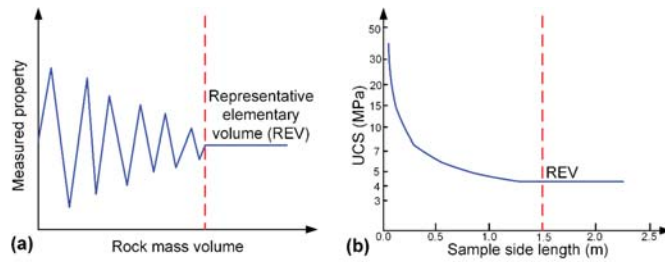 Measured property
Representative
elementary
volume (REV)
(a)
Rock mass volume
UCS (MPa)
50
30
20
15
10
7
5
4
3
REV
0.0
0.5
1.0
1.5
2.0
2.5
(b)
Sample side length (m)